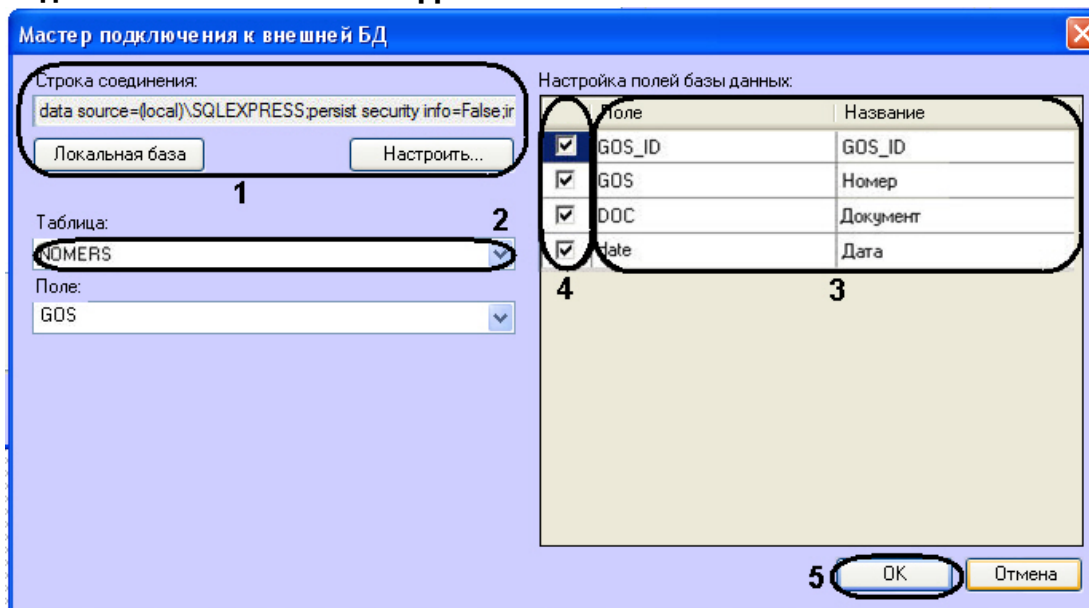 Мастер подключения к внешней БД
Строка соединения:
data source=(local)\SQLEXPRESS;persist security info=False;ir
Локальная база
Настроить...
1
Таблица:
2
NOMERS
Поле:
GOS
Настройка полей базы данных:
Поле Название
GOS_ID GOS_ID
GOS Номер
DOC Документ
date Дата
4
3
5
OK
Отмена